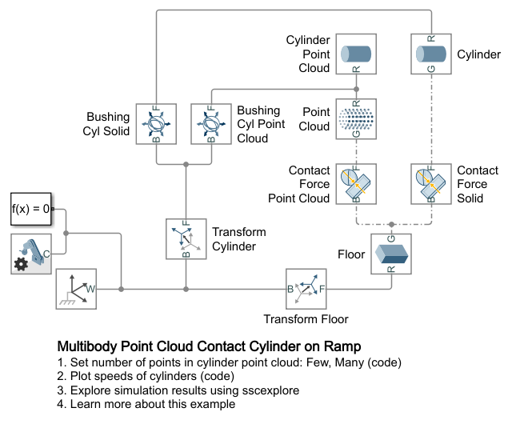 Cylinder
Point
Cloud
R
R
G
Cylinder
Bushing
Cyl Solid
F
B
F
B
Bushing
Cyl Point
Cloud
Point
Cloud
R
G
Contact
Force
Point Cloud
F
B
F
B
Contact
Force
Solid
f(x) = 0
C
W
F
B
Transform
Cylinder
Floor
G
R
B
F
Transform Floor
Multibody Point Cloud Contact Cylinder on Ramp
1. Set number of points in cylinder point cloud: Few, Many (code)
2. Plot speeds of cylinders (code)
3. Explore simulation results using sscexplore
4. Learn more about this example